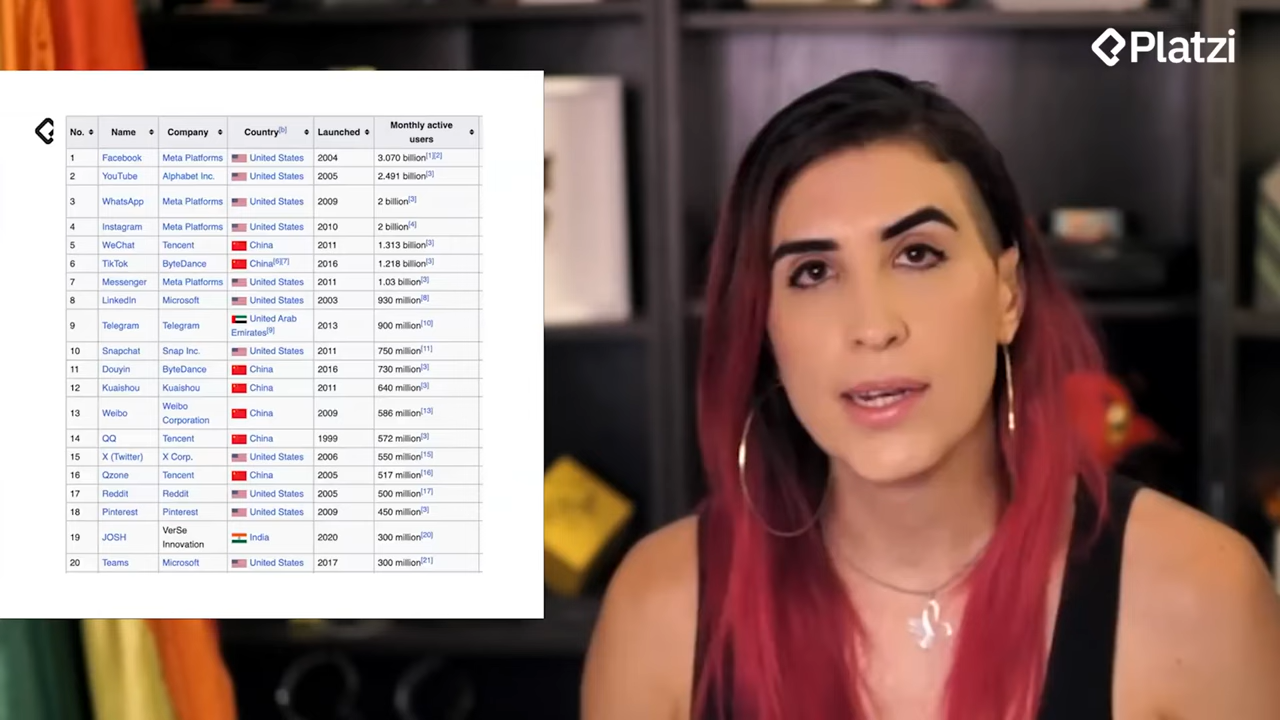 Platzi
No. Name Company Country[b] Launched Monthly active users
1 Facebook Meta Platforms United States 2004 3.070 billion[1][2]
2 YouTube Alphabet Inc. United States 2005 2.491 billion[3]
3 WhatsApp Meta Platforms United States 2009 2 billion[3]
4 Instagram Meta Platforms United States 2010 2 billion[4]
5 WeChat Tencent China 2011 1.313 billion[3]
6 TikTok ByteDance China[6][7] 2016 1.218 billion[3]
7 Messenger Meta Platforms United States 2011 1.03 billion[3]
8 LinkedIn Microsoft United States 2003 930 million[8]
9 Telegram Telegram United Arab Emirates[9] 2013 900 million[10]
10 Snapchat Snap Inc. United States 2011 750 million[11]
11 Douyin ByteDance China 2016 730 million[3]
12 Kuaishou Kuaishou China 2011 640 million[3]
13 Weibo Weibo Corporation China 2009 586 million[13]
14 QQ Tencent China 1999 572 million[3]
15 X (Twitter) X Corp. United States 2006 550 million[15]
16 Qzone Tencent China 2005 517 million[16]
17 Reddit Reddit United States 2005 500 million[17]
18 Pinterest Pinterest United States 2009 450 million[3]
19 JOSH VerSe Innovation India 2020 300 million[20]
20 Teams Microsoft United States 2017 300 million[21]